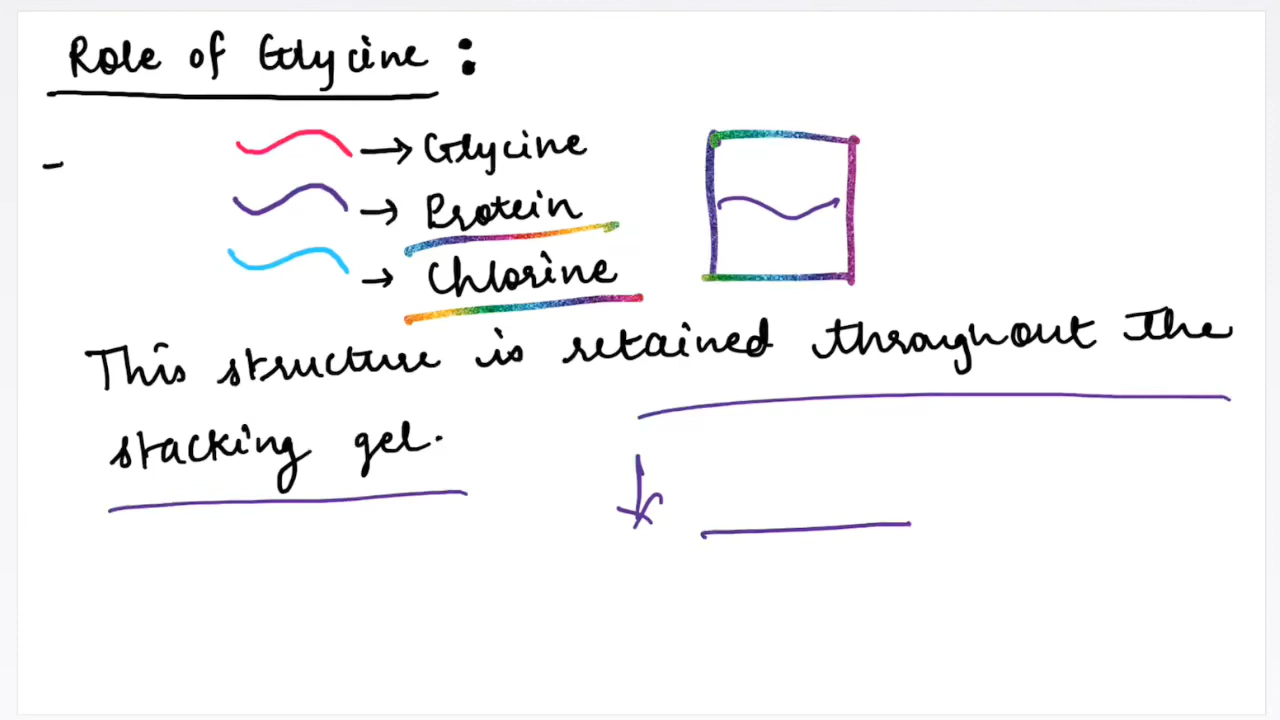 Role of Glycine :
- → Glycine
→ Protein
→ Chlorine
This structure is retained throughout the
stacking gel.